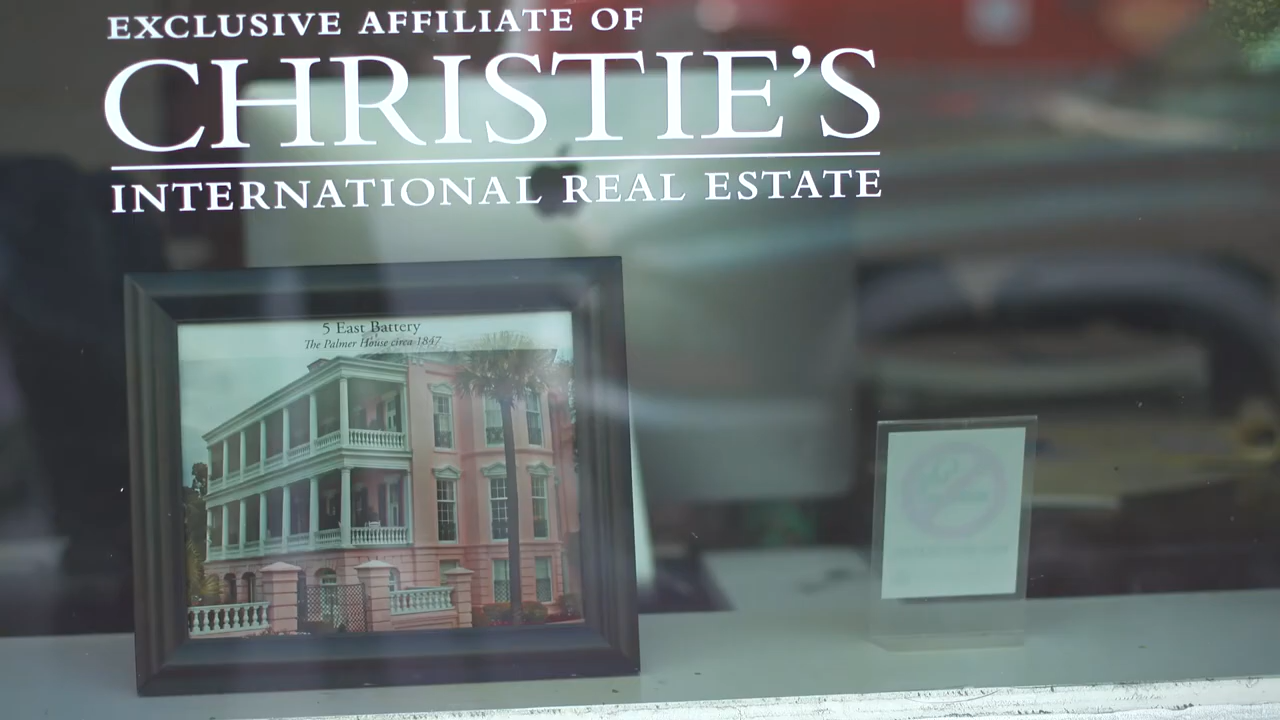 EXCLUSIVE AFFILIATE OF
CHRISTIE'S
INTERNATIONAL REAL ESTATE
5 East Battery
The Palmer House circa 1847